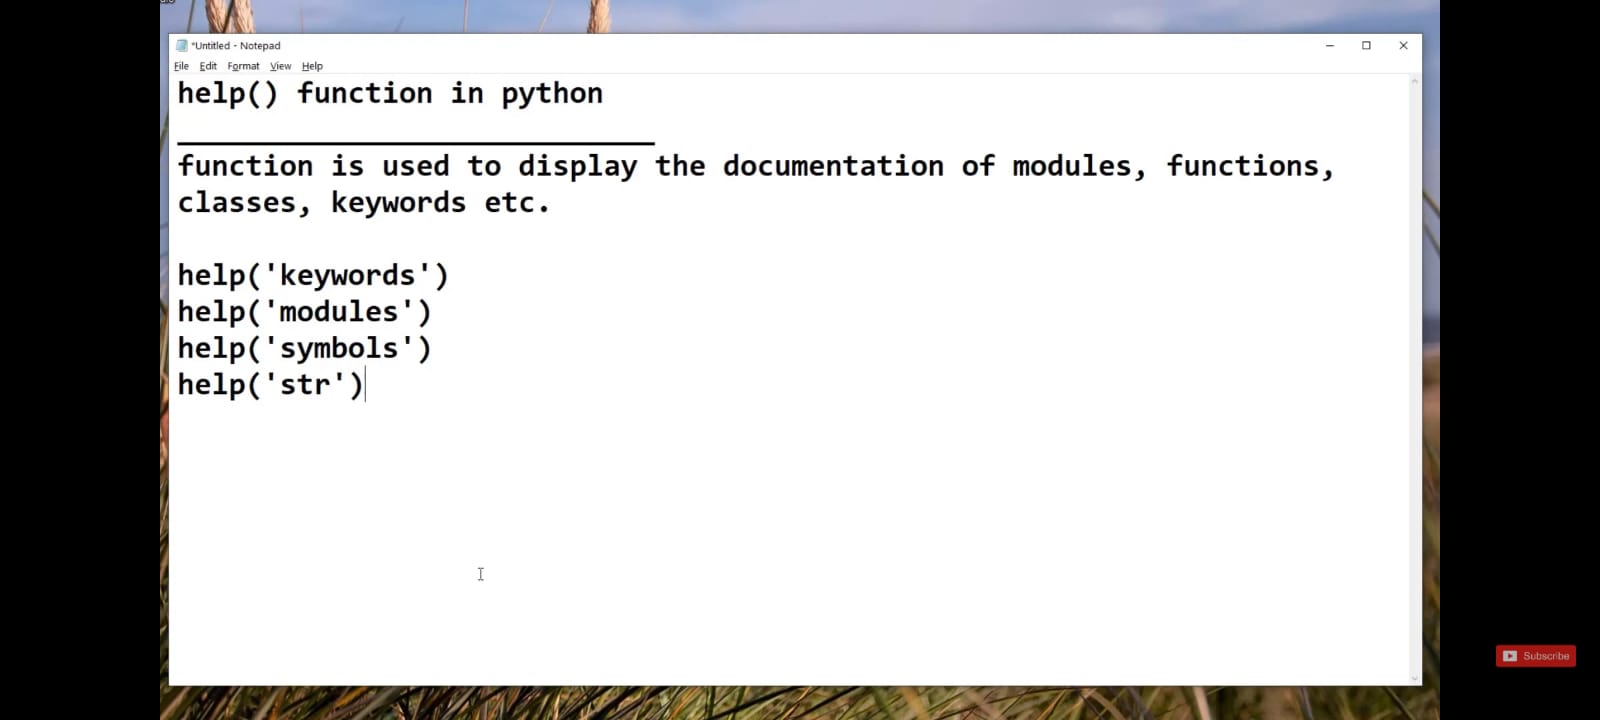 *Untitled - Notepad
File Edit Format View Help
help() function in python
____________________________
function is used to display the documentation of modules, functions,
classes, keywords etc.
help('keywords')
help('modules')
help('symbols')
help('str')
Subscribe